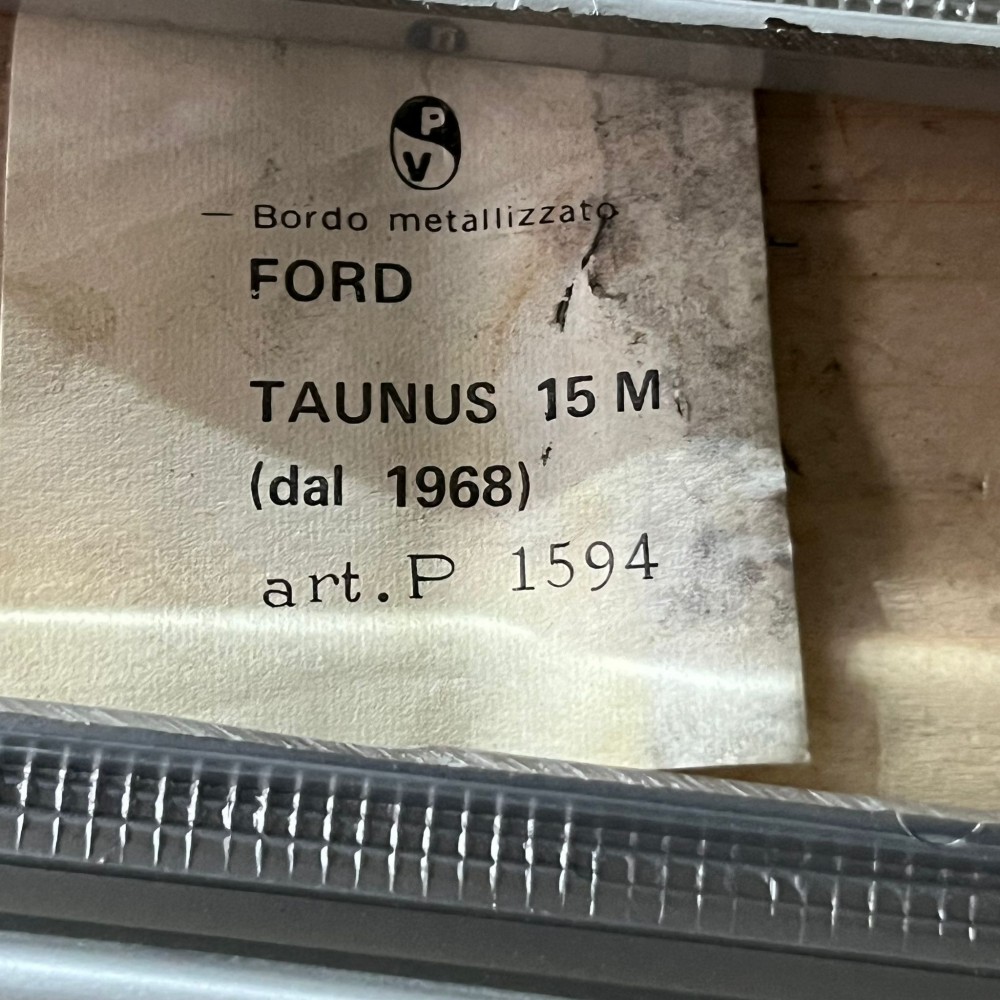 P
V
— Bordo metallizzato
FORD
TAUNUS 15 M
(dal 1968)
art.P 1594